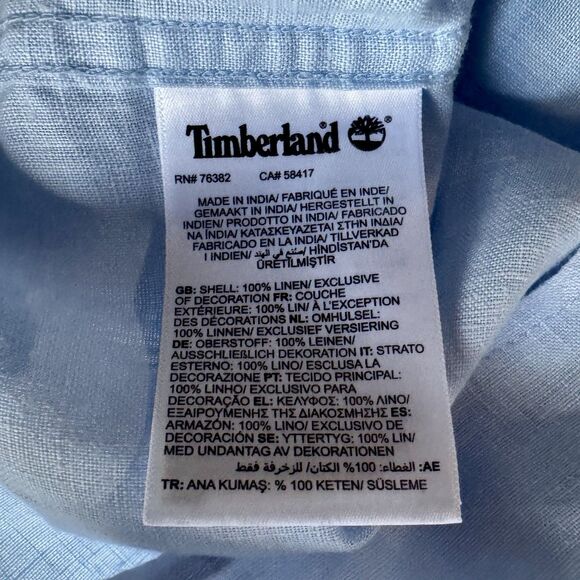 Timberland®
RN# 76382 CA# 58417
MADE IN INDIA/ FABRIQUÉ EN INDE/
GEMAAKT IN INDIA/ HERGESTELLT IN
INDIEN/ PRODOTTO IN INDIA/ FABRICADO
NA ÍNDIA/ ΚΑΤΑΣΚΕΥΑΖΕΤΑΙ ΣΤΗΝ ΙΝΔΙΑ/
FABRICADO EN LA INDIA/ TILLVERKAD
I INDIEN/ صُنع في الهند/ HİNDİSTAN'DA
ÜRETİLMİŞTİR
GB: SHELL: 100% LINEN/ EXCLUSIVE
OF DECORATION FR: COUCHE
EXTÉRIEURE: 100% LIN/ À L'EXCEPTION
DES DÉCORATIONS NL: OMHULSEL:
100% LINNEN/ EXCLUSIEF VERSIERING
DE: OBERSTOFF: 100% LEINEN/
AUSSCHLIEßLICH DEKORATION IT: STRATO
ESTERNO: 100% LINO/ ESCLUSA LA
DECORAZIONE PT: TECIDO PRINCIPAL:
100% LINHO/ EXCLUSIVO PARA
DECORAÇÃO EL: ΚΕΛΥΦΟΣ: 100% ΛΙΝΟ/
ΕΞΑΙΡΟΥΜΕΝΗΣ ΤΗΣ ΔΙΑΚΟΣΜΗΣΗΣ ES:
ARMAZÓN: 100% LINO/ EXCLUSIVO DE
DECORACIÓN SE: YTTERTYG: 100% LIN/
MED UNDANTAG AV DEKORATIONEN
AE: الغطاء: 100% الكتان/ للزخرفة فقط
TR: ANA KUMAŞ: % 100 KETEN/ SÜSLEME